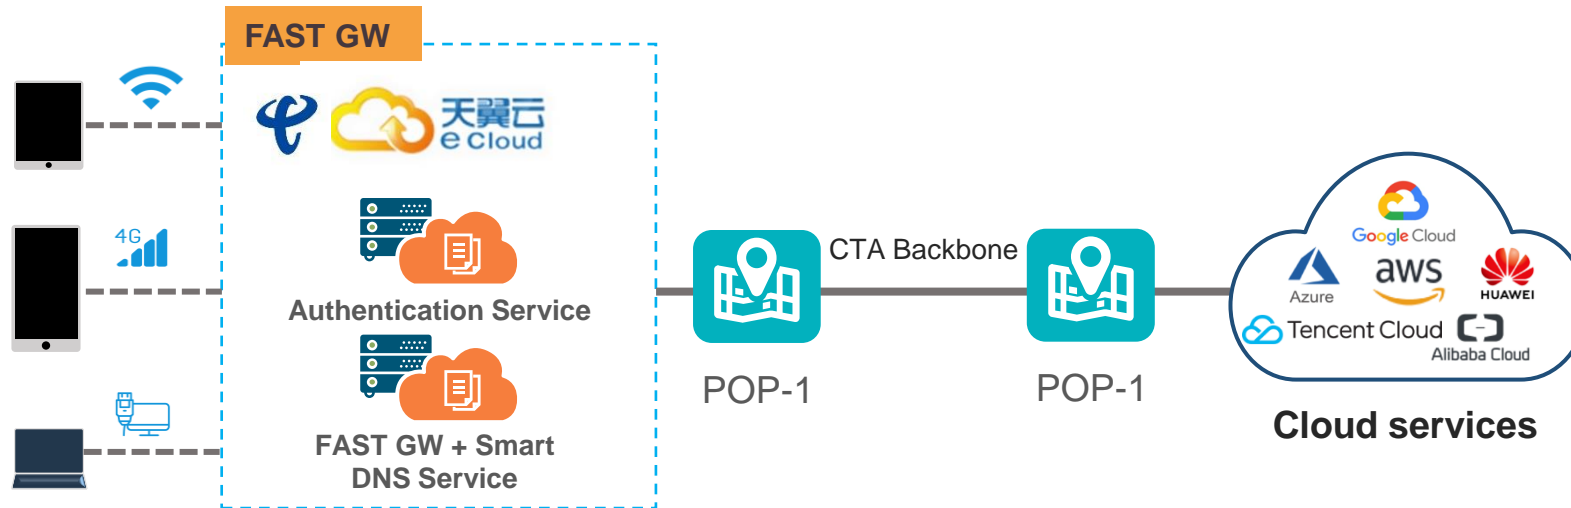 FAST GW
天翼云
e Cloud
4G
Authentication Service
FAST GW + Smart
DNS Service
POP-1
CTA Backbone
POP-1
Google Cloud
Azure
aws
HUAWEI
Tencent Cloud
Alibaba Cloud
Cloud services